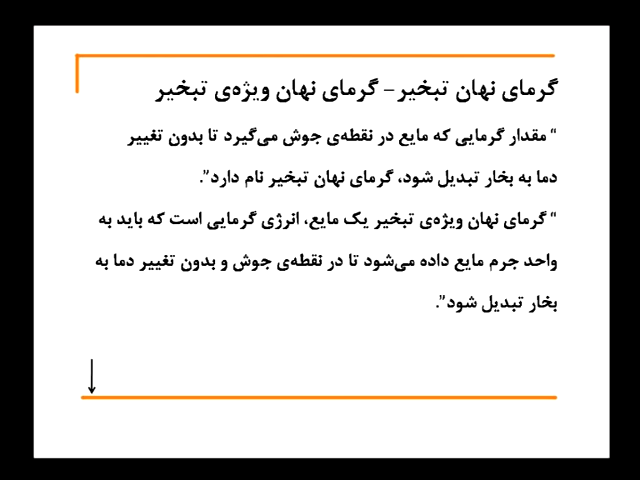 گرمای نهان تبخیر– گرمای نهان ویژه‌ی تبخیر
“ مقدار گرمایی که مایع در نقطه‌ی جوش می‌گیرد تا بدون تغییر
دما به بخار تبدیل شود، گرمای نهان تبخیر نام دارد”.
“ گرمای نهان ویژه‌ی تبخیر یک مایع، انرژی گرمایی است که باید به
واحد جرم مایع داده می‌شود تا در نقطه‌ی جوش و بدون تغییر دما به
بخار تبدیل شود”.